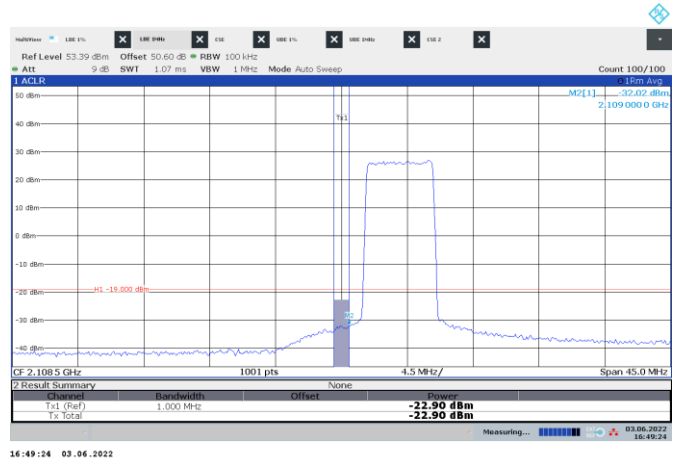 MultiView LBE 1% LBE 1MHz CSE UBE 1% UBE 1MHz CSE 2
Ref Level 53.39 dBm Offset 50.60 dB RBW 100 kHz
Att 9 dB SWT 1.07 ms VBW 1 MHz Mode Auto Sweep Count 100/100
1 ACLR 1Rm Avg
M2[1] -32.02 dBm
2.109 000 0 GHz
50 dBm
Tx1
40 dBm
30 dBm
20 dBm
10 dBm
0 dBm
-10 dBm
H1 -19.000 dBm
-20 dBm
M2
-30 dBm
-40 dBm
CF 2.1085 GHz 1001 pts 4.5 MHz/ Span 45.0 MHz
2 Result Summary None
Channel Bandwidth Offset Power
Tx1 (Ref) 1.000 MHz -22.90 dBm
Tx Total -22.90 dBm
Measuring... 03.06.2022
16:49:24
16:49:24 03.06.2022